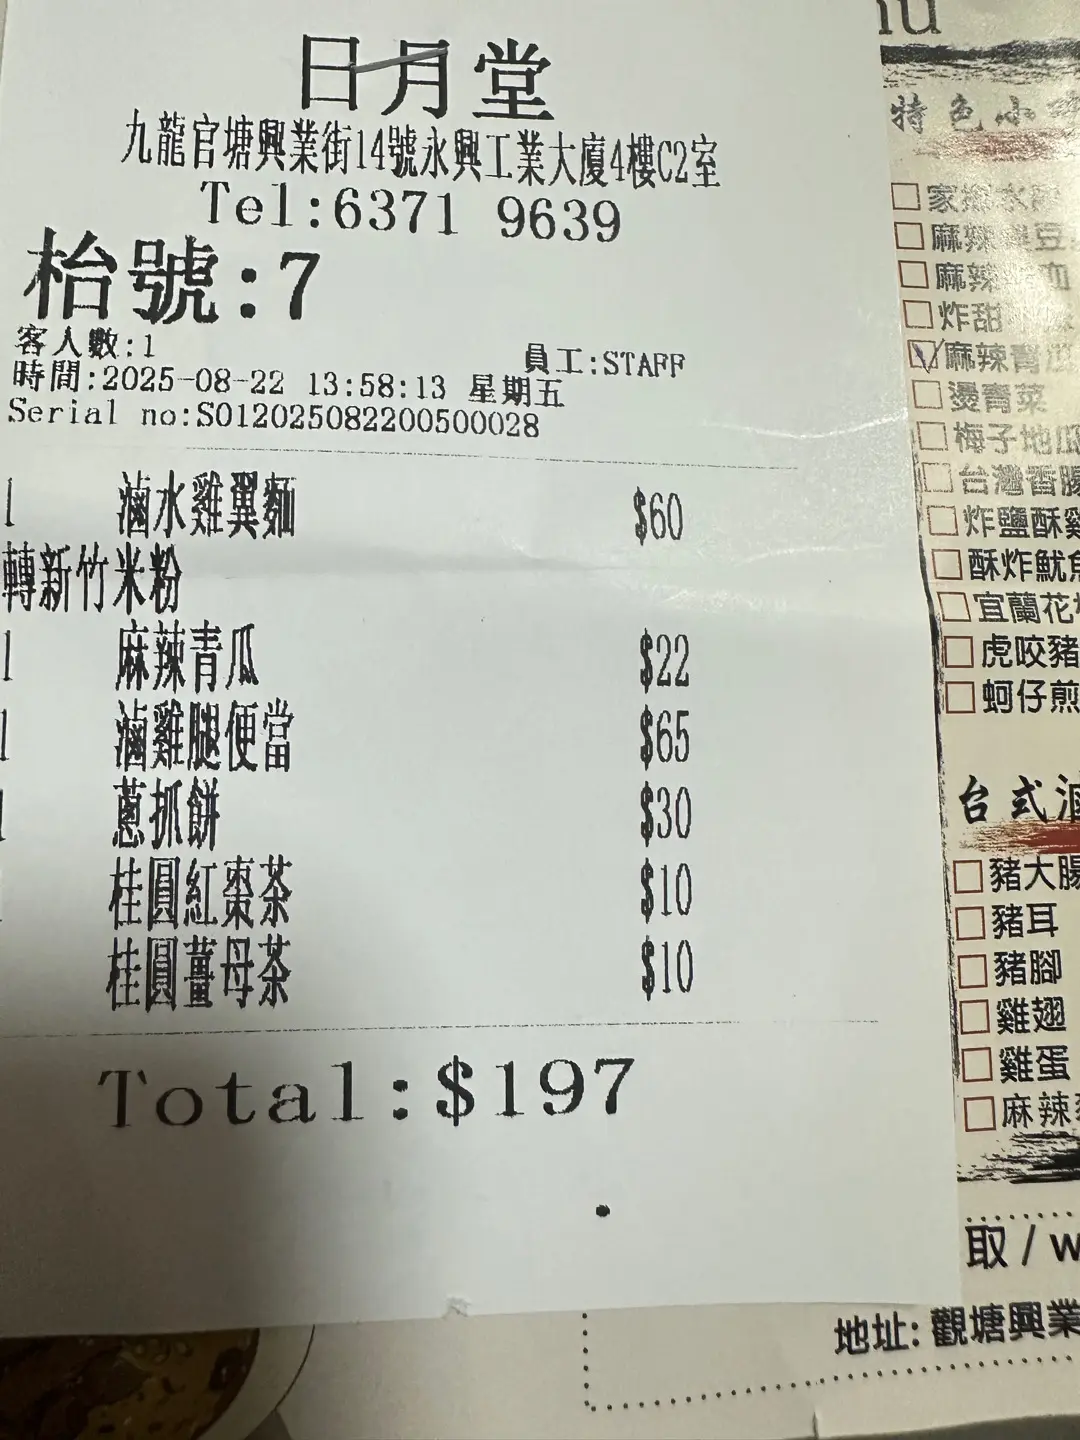 日月堂
九龍官塘興業街14號永興工業大廈4樓C2室
Tel:6371 9639
枱號:7
客人數:1
員工:STAFF
時間:2025-08-22 13:58:13 星期五
Serial no:S012025082200500028
1 滷水雞翼麵 $60
轉新竹米粉
1 麻辣青瓜 $22
1 滷雞腿便當 $65
1 蔥抓餅 $30
桂圓紅棗茶 $10
桂圓薑母茶 $10
Total:$197
特色小
麻辣
炸甜
麻辣青瓜
燙青菜
梅子地瓜
台灣香腸
炸鹽酥雞
酥炸魷魚
宜蘭花
虎咬豬
蚵仔煎
台式滷
豬大腸
豬耳
豬腳
雞翅
雞蛋
麻辣
取 / w
地址: 觀塘興業